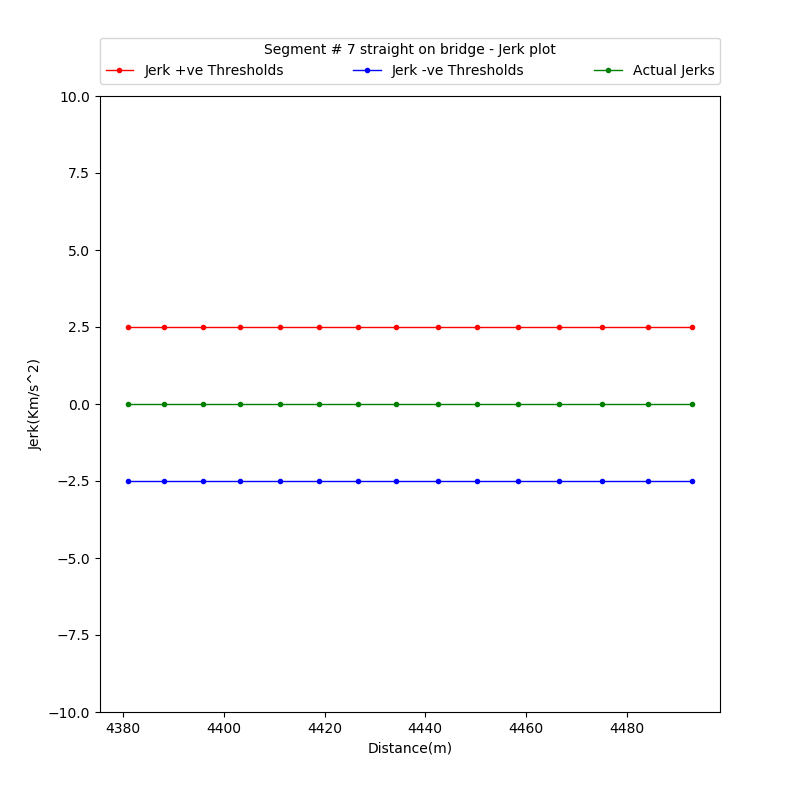 Segment # 7 straight on bridge - Jerk plot
Jerk +ve Thresholds Jerk -ve Thresholds Actual Jerks
10.0
7.5
5.0
2.5
0.0
−2.5
−5.0
−7.5
−10.0
Jerk(Km/s^2)
4380 4400 4420 4440 4460 4480
Distance(m)